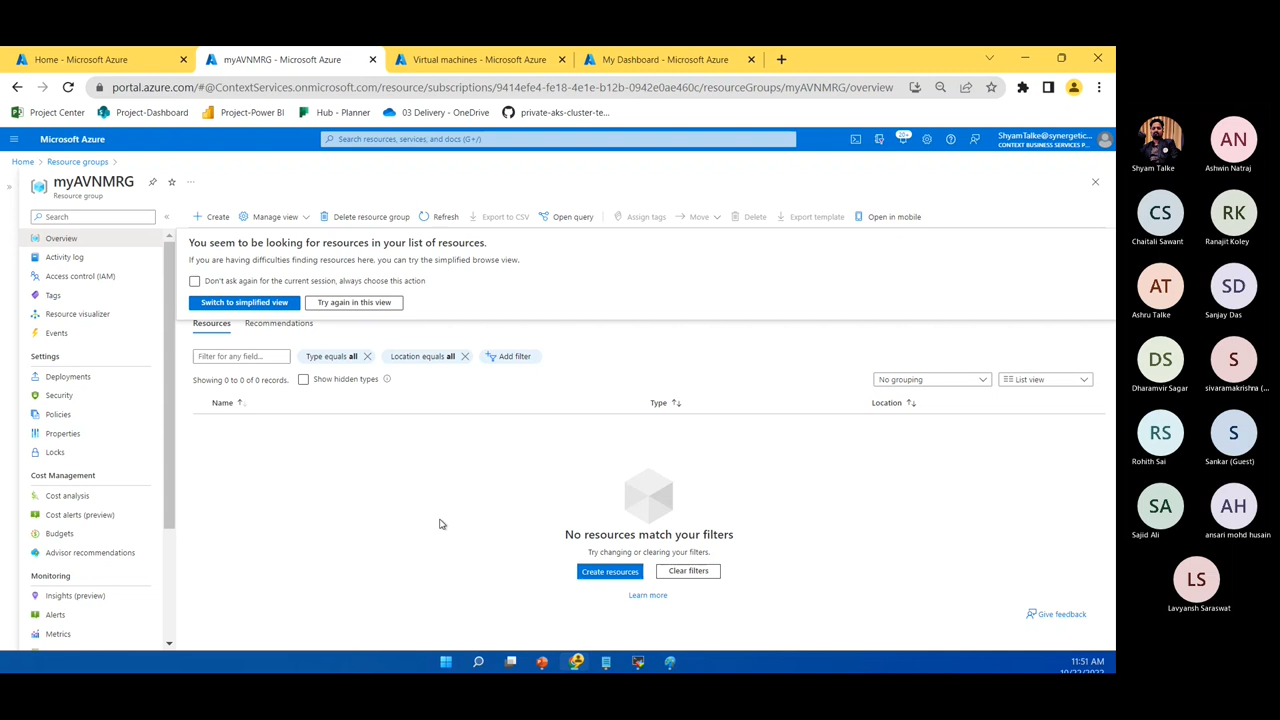 Home - Microsoft Azure
myAVNMRG - Microsoft Azure
Virtual machines - Microsoft Azure
My Dashboard - Microsoft Azure
portal.azure.com/#@ContextServices.onmicrosoft.com/resource/subscriptions/9414efe4-fe18-4e1e-b12b-0942e0ae460c/resourceGroups/myAVNMRG/overview
Project Center
Project-Dashboard
Project-Power BI
Hub - Planner
03 Delivery - OneDrive
private-aks-cluster-te...
Microsoft Azure
Search resources, services, and docs (G+/)
20+
ShyamTalke@synergetic...
CONTEXT BUSINESS SERVICES P...
Home > Resource groups >
myAVNMRG
Resource group
Search
Create
Manage view
Delete resource group
Refresh
Export to CSV
Open query
Assign tags
Move
Delete
Export template
Open in mobile
Overview
Activity log
Access control (IAM)
Tags
Resource visualizer
Events
Settings
Deployments
Security
Policies
Properties
Locks
Cost Management
Cost analysis
Cost alerts (preview)
Budgets
Advisor recommendations
Monitoring
Insights (preview)
Alerts
Metrics
You seem to be looking for resources in your list of resources.
If you are having difficulties finding resources here, you can try the simplified browse view.
Don't ask again for the current session, always choose this action
Switch to simplified view
Try again in this view
Resources
Recommendations
Filter for any field...
Type equals all
Location equals all
Add filter
Showing 0 to 0 of 0 records.
Show hidden types
No grouping
List view
Name
Type
Location
No resources match your filters
Try changing or clearing your filters.
Create resources
Clear filters
Learn more
Give feedback
11:51 AM
Shyam Talke
AN
Ashwin Natraj
CS
Chaitali Sawant
RK
Ranajit Koley
AT
Ashru Talke
SD
Sanjay Das
DS
Dharamvir Sagar
S
sivaramakrishna (...
RS
Rohith Sai
S
Sankar (Guest)
SA
Sajid Ali
AH
ansari mohd husain
LS
Lavyansh Saraswat